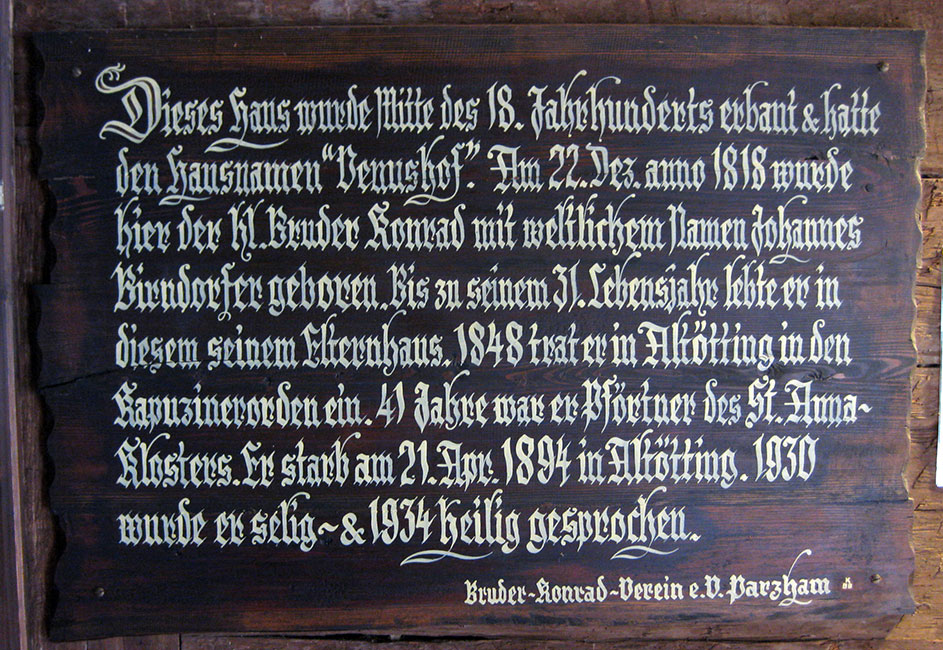 Dieses Haus wurde Mitte des 18. Jahrhunderts erbaut & hatte
den Hausnamen "Venushof". Am 22. Dez. anno 1818 wurde
hier der hl. Bruder Konrad mit weltlichem Namen Johannes
Birndorfer geboren. Bis zu seinem 31. Lebensjahr lebte er in
diesem seinem Elternhaus. 1848 trat er in Altötting in den
Kapuzinerorden ein. 41 Jahre war er Pförtner des St. Anna-
Klosters. Er starb am 21. Apr. 1894 in Altötting. 1930
wurde er selig- & 1934 heilig gesprochen.
Bruder-Konrad-Verein e.V. Parzham